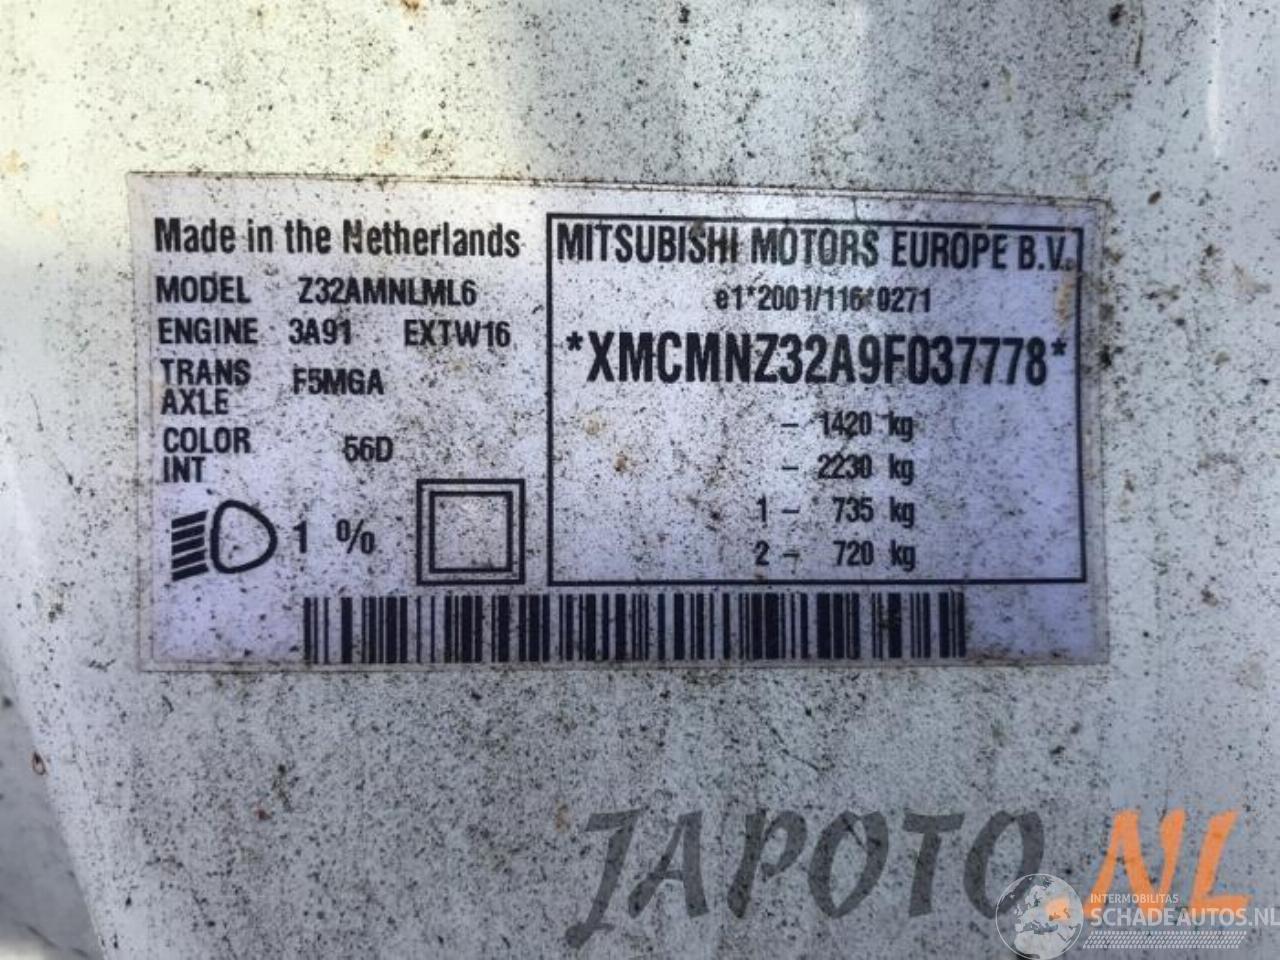 Made in the Netherlands
MODEL Z32AMNLML6
ENGINE 3A91 EXTW16
TRANS AXLE F5MGA
COLOR INT 56D
1 %
MITSUBISHI MOTORS EUROPE B.V.
e1*2001/116*0271
*XMCMNZ32A9F037778*
- 1420 kg
- 2230 kg
1 - 735 kg
2 - 720 kg
JAPOTO.NL
INTERMOBILITAS
SCHADEAUTOS.NL